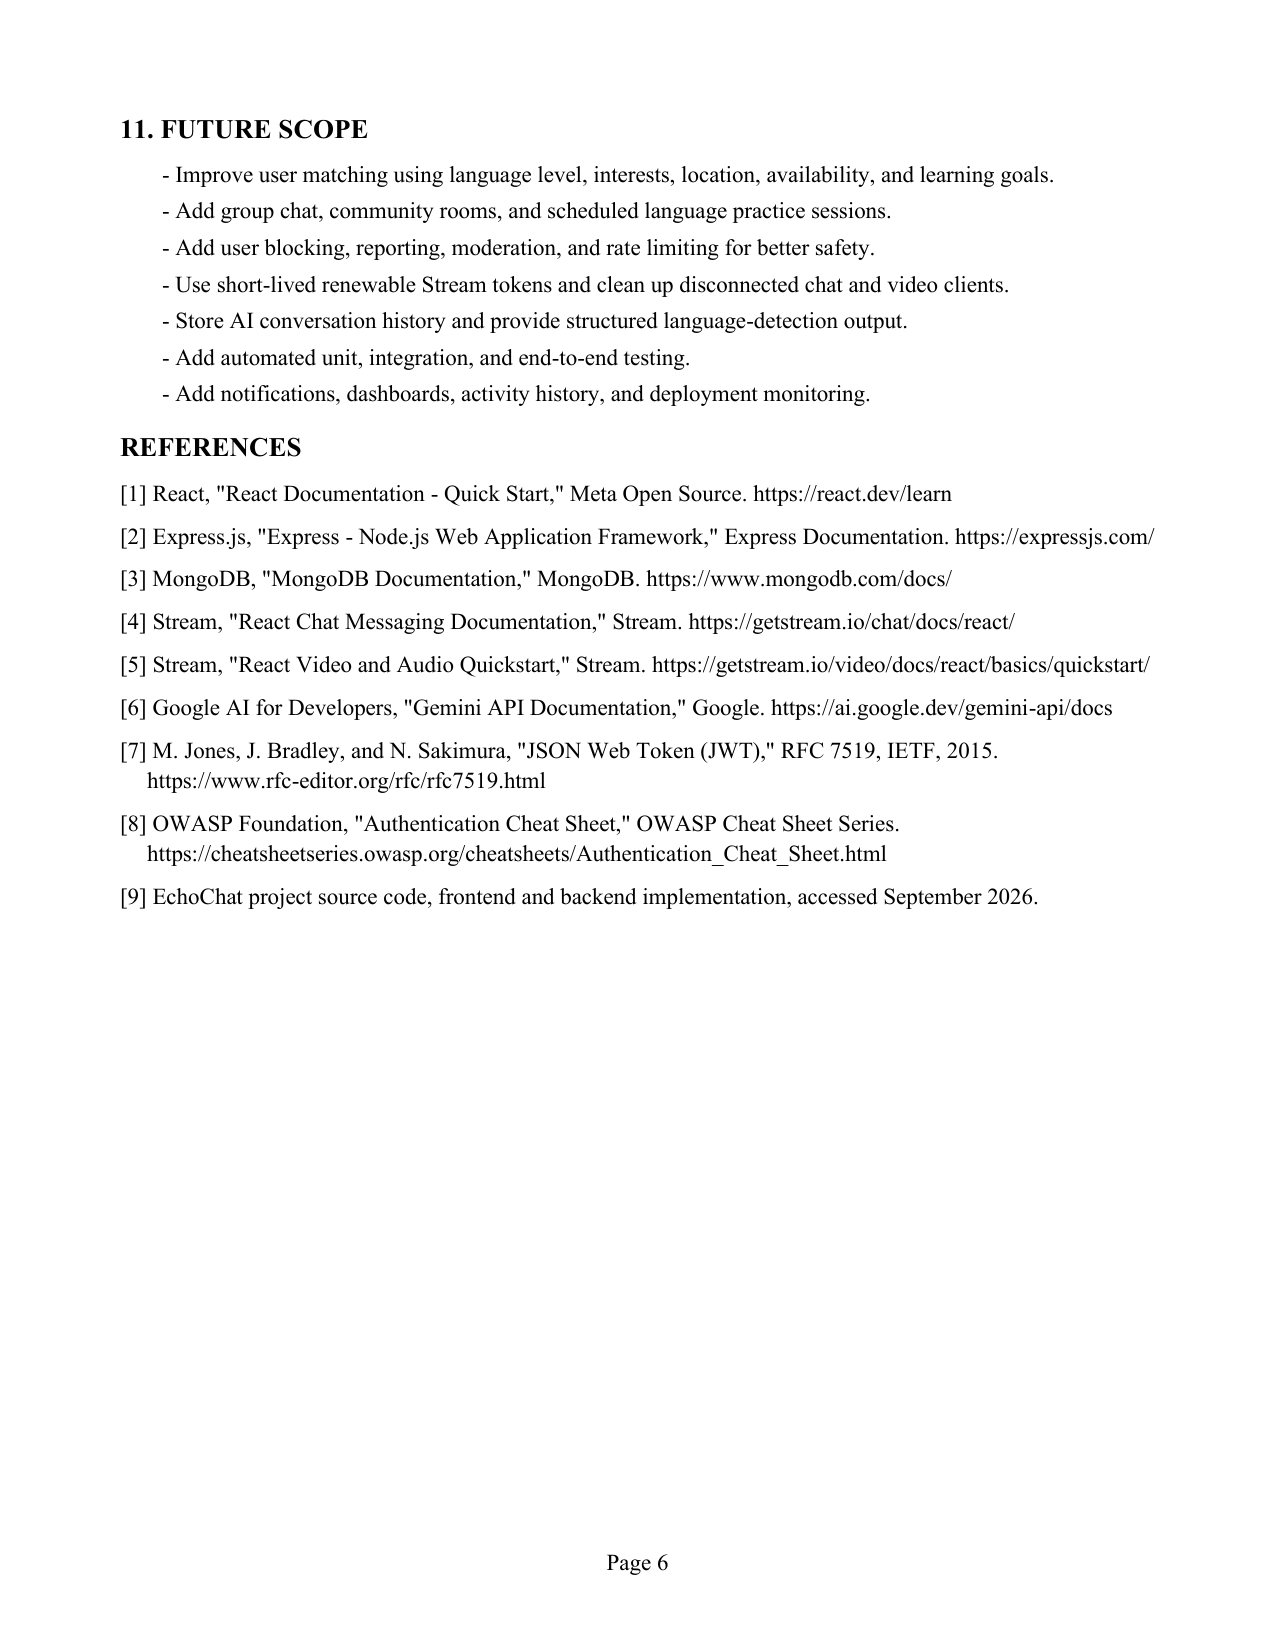 11. FUTURE SCOPE
- Improve user matching using language level, interests, location, availability, and learning goals.
- Add group chat, community rooms, and scheduled language practice sessions.
- Add user blocking, reporting, moderation, and rate limiting for better safety.
- Use short-lived renewable Stream tokens and clean up disconnected chat and video clients.
- Store AI conversation history and provide structured language-detection output.
- Add automated unit, integration, and end-to-end testing.
- Add notifications, dashboards, activity history, and deployment monitoring.
REFERENCES
[1] React, "React Documentation - Quick Start," Meta Open Source. https://react.dev/learn
[2] Express.js, "Express - Node.js Web Application Framework," Express Documentation. https://expressjs.com/
[3] MongoDB, "MongoDB Documentation," MongoDB. https://www.mongodb.com/docs/
[4] Stream, "React Chat Messaging Documentation," Stream. https://getstream.io/chat/docs/react/
[5] Stream, "React Video and Audio Quickstart," Stream. https://getstream.io/video/docs/react/basics/quickstart/
[6] Google AI for Developers, "Gemini API Documentation," Google. https://ai.google.dev/gemini-api/docs
[7] M. Jones, J. Bradley, and N. Sakimura, "JSON Web Token (JWT)," RFC 7519, IETF, 2015.
https://www.rfc-editor.org/rfc/rfc7519.html
[8] OWASP Foundation, "Authentication Cheat Sheet," OWASP Cheat Sheet Series.
https://cheatsheetseries.owasp.org/cheatsheets/Authentication_Cheat_Sheet.html
[9] EchoChat project source code, frontend and backend implementation, accessed September 2026.
Page 6